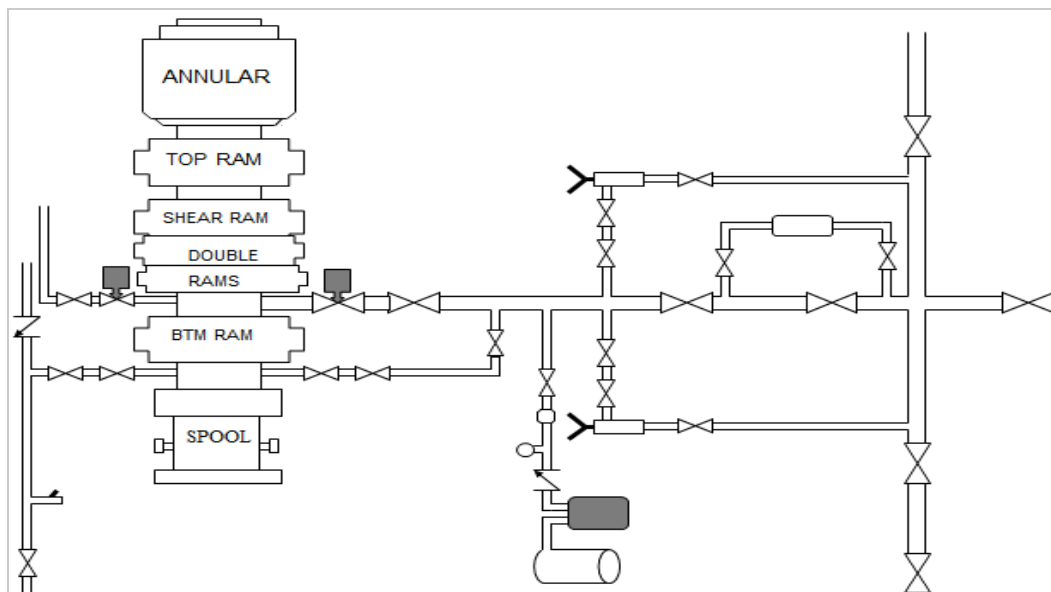 ANNULAR
TOP RAM
SHEAR RAM
DOUBLE
RAMS
BTM RAM
SPOOL